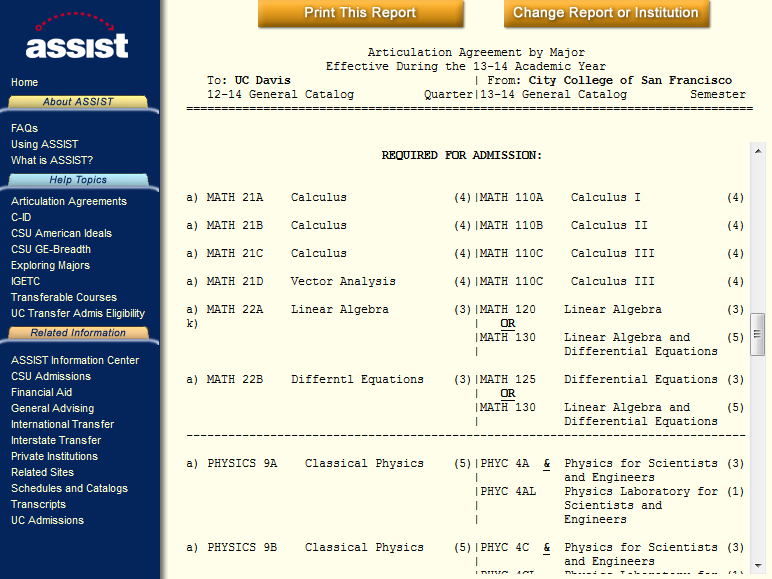 Print This Report
Change Report or Institution
assist
Home
About ASSIST
FAQs
Using ASSIST
What is ASSIST?
Help Topics
Articulation Agreements
C-ID
CSU American Ideals
CSU GE-Breadth
Exploring Majors
IGETC
Transferable Courses
UC Transfer Admis Eligibility
Related Information
ASSIST Information Center
CSU Admissions
Financial Aid
General Advising
International Transfer
Interstate Transfer
Private Institutions
Related Sites
Schedules and Catalogs
Transcripts
UC Admissions
Articulation Agreement by Major
Effective During the 13-14 Academic Year
To: UC Davis | From: City College of San Francisco
12-14 General Catalog Quarter|13-14 General Catalog Semester
================================================================================
REQUIRED FOR ADMISSION:
a) MATH 21A Calculus (4)|MATH 110A Calculus I (4)
a) MATH 21B Calculus (4)|MATH 110B Calculus II (4)
a) MATH 21C Calculus (4)|MATH 110C Calculus III (4)
a) MATH 21D Vector Analysis (4)|MATH 110C Calculus III (4)
a) MATH 22A Linear Algebra (3)|MATH 120 Linear Algebra (3)
k) | OR
|MATH 130 Linear Algebra and (5)
| Differential Equations
a) MATH 22B Differntl Equations (3)|MATH 125 Differential Equations (3)
| OR
|MATH 130 Linear Algebra and (5)
| Differential Equations
--------------------------------------------------------------------------------
a) PHYSICS 9A Classical Physics (5)|PHYC 4A & Physics for Scientists (3)
| and Engineers
|PHYC 4AL Physics Laboratory for (1)
| Scientists and
| Engineers
a) PHYSICS 9B Classical Physics (5)|PHYC 4C & Physics for Scientists (3)
| and Engineers
|PHYC 4CL Physics Laboratory for (1)